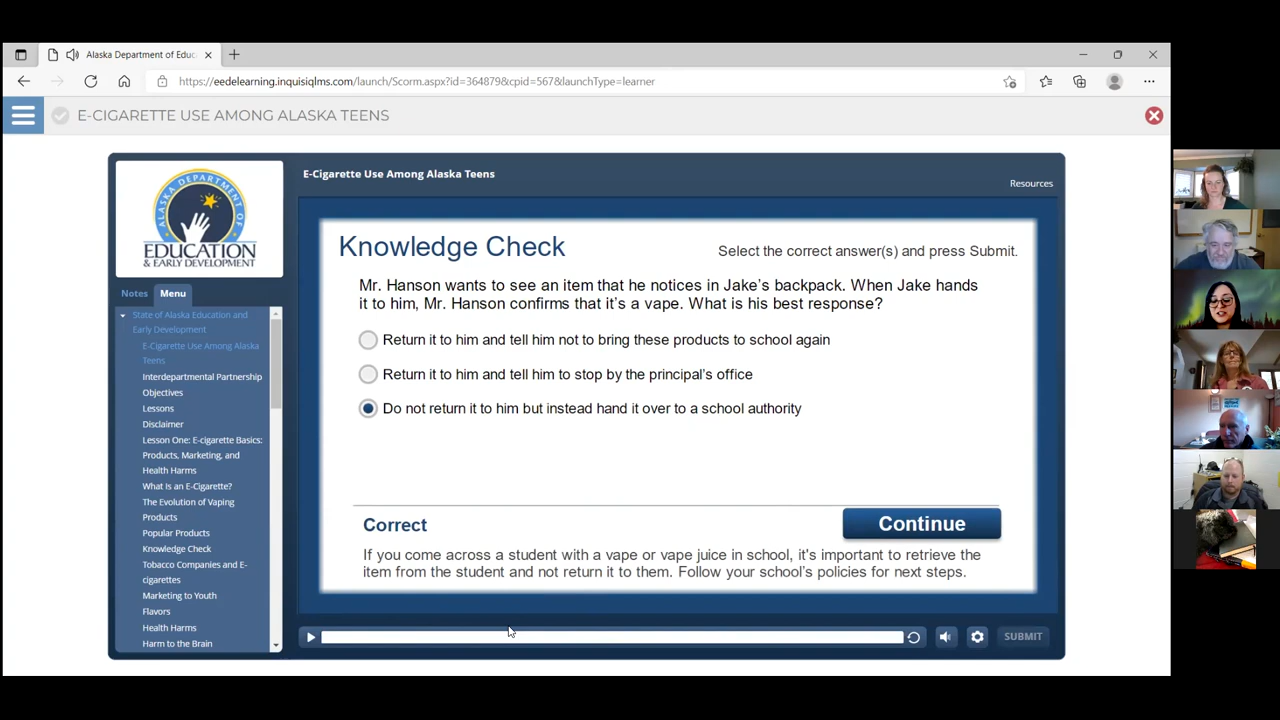 Alaska Department of Educ
https://eedelearning.inquisiqlms.com/launch/Scorm.aspx?id=364879&cpid=567&launchType=learner
E-CIGARETTE USE AMONG ALASKA TEENS
ALASKA DEPARTMENT OF
EDUCATION
& EARLY DEVELOPMENT
E-Cigarette Use Among Alaska Teens
Resources
Notes
Menu
State of Alaska Education and
Early Development
E-Cigarette Use Among Alaska
Teens
Interdepartmental Partnership
Objectives
Lessons
Disclaimer
Lesson One: E-cigarette Basics:
Products, Marketing, and
Health Harms
What Is an E-Cigarette?
The Evolution of Vaping
Products
Popular Products
Knowledge Check
Tobacco Companies and E-
cigarettes
Marketing to Youth
Flavors
Health Harms
Harm to the Brain
Knowledge Check
Select the correct answer(s) and press Submit.
Mr. Hanson wants to see an item that he notices in Jake's backpack. When Jake hands
it to him, Mr. Hanson confirms that it's a vape. What is his best response?
Return it to him and tell him not to bring these products to school again
Return it to him and tell him to stop by the principal's office
Do not return it to him but instead hand it over to a school authority
Correct
Continue
If you come across a student with a vape or vape juice in school, it's important to retrieve the
item from the student and not return it to them. Follow your school's policies for next steps.
SUBMIT